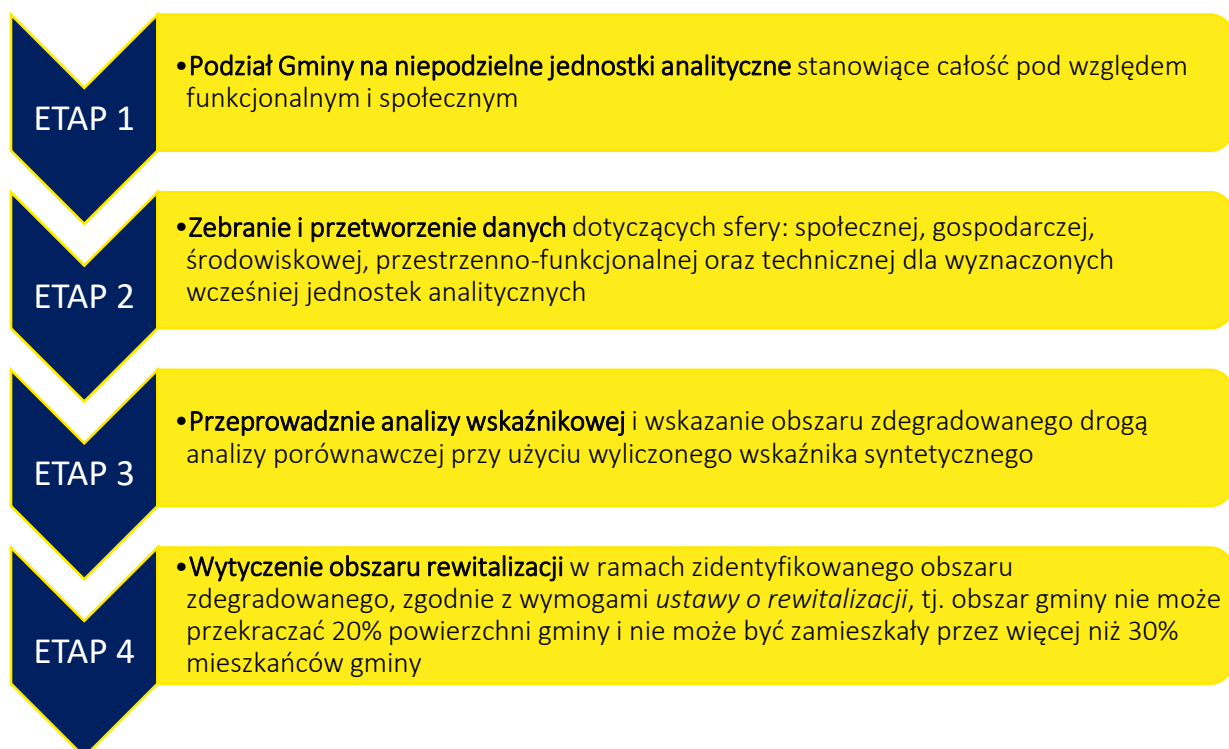 ETAP 1
•Podział Gminy na niepodzielne jednostki analityczne stanowiące całość pod względem
funkcjonalnym i społecznym
ETAP 2
•Zebranie i przetworzenie danych dotyczących sfery: społecznej, gospodarczej,
środowiskowej, przestrzenno-funkcjonalnej oraz technicznej dla wyznaczonych
wcześniej jednostek analitycznych
ETAP 3
•Przeprowadznie analizy wskaźnikowej i wskazanie obszaru zdegradowanego drogą
analizy porównawczej przy użyciu wyliczonego wskaźnika syntetycznego
ETAP 4
•Wytyczenie obszaru rewitalizacji w ramach zidentyfikowanego obszaru
zdegradowanego, zgodnie z wymogami ustawy o rewitalizacji, tj. obszar gminy nie może
przekraczać 20% powierzchni gminy i nie może być zamieszkały przez więcej niż 30%
mieszkańców gminy